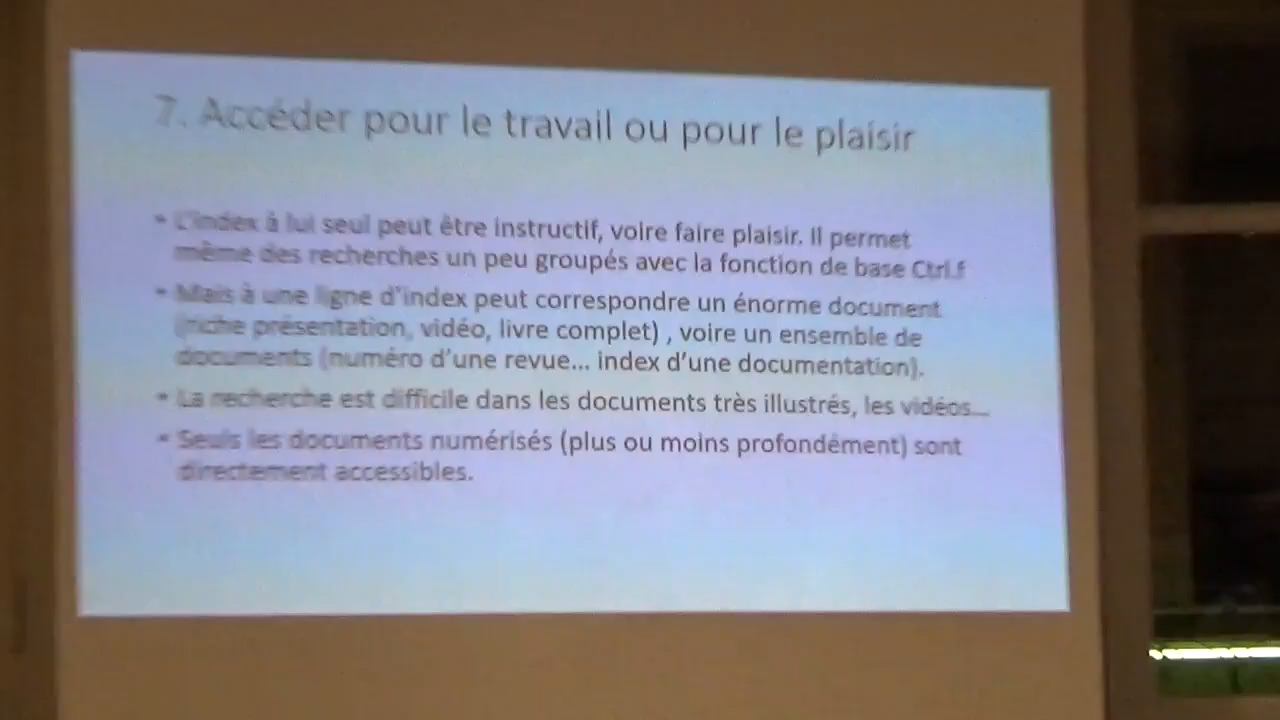 7. Accéder pour le travail ou pour le plaisir
• L'index à lui seul peut être instructif, voire faire plaisir. Il permet
même des recherches un peu groupés avec la fonction de base Ctrl.f
• Mais à une ligne d'index peut correspondre un énorme document
(riche présentation, vidéo, livre complet) , voire un ensemble de
documents (numéro d'une revue... index d'une documentation).
• La recherche est difficile dans les documents très illustrés, les vidéos...
• Seuls les documents numérisés (plus ou moins profondément) sont
directement accessibles.